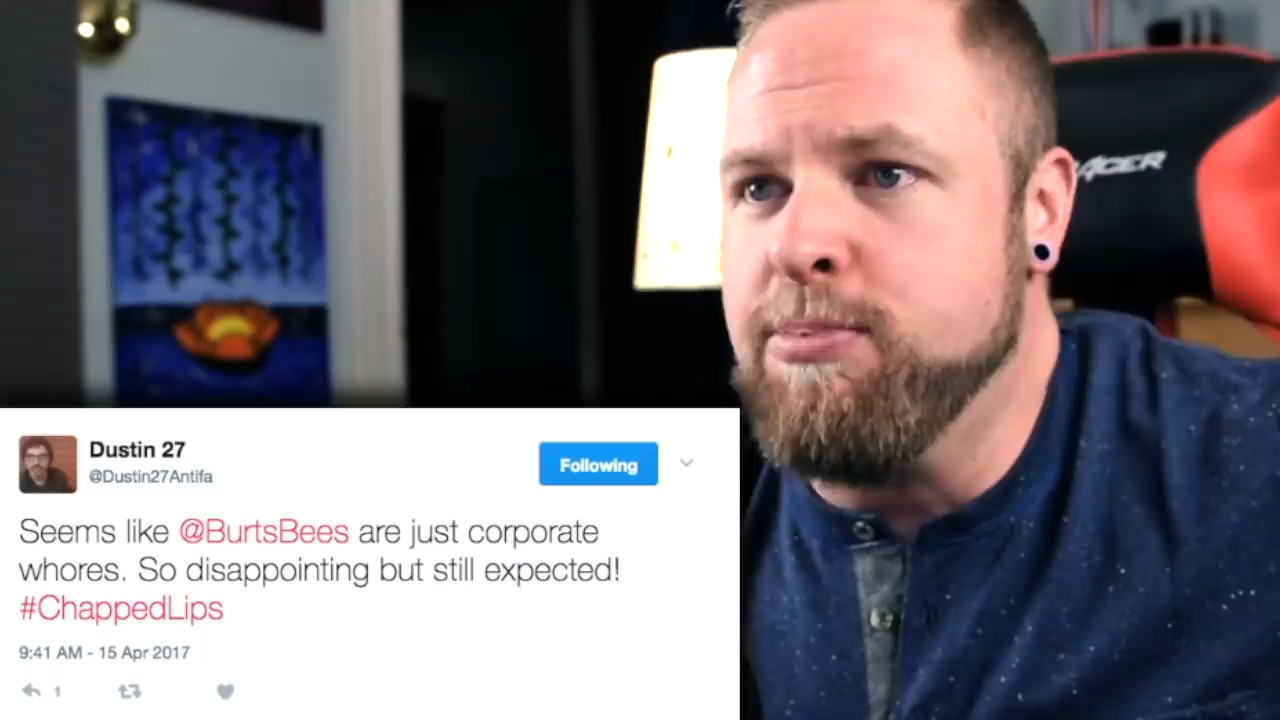 ACER
Dustin 27
@Dustin27Antifa
Following
Seems like @BurtsBees are just corporate
whores. So disappointing but still expected!
#ChappedLips
9:41 AM - 15 Apr 2017
1